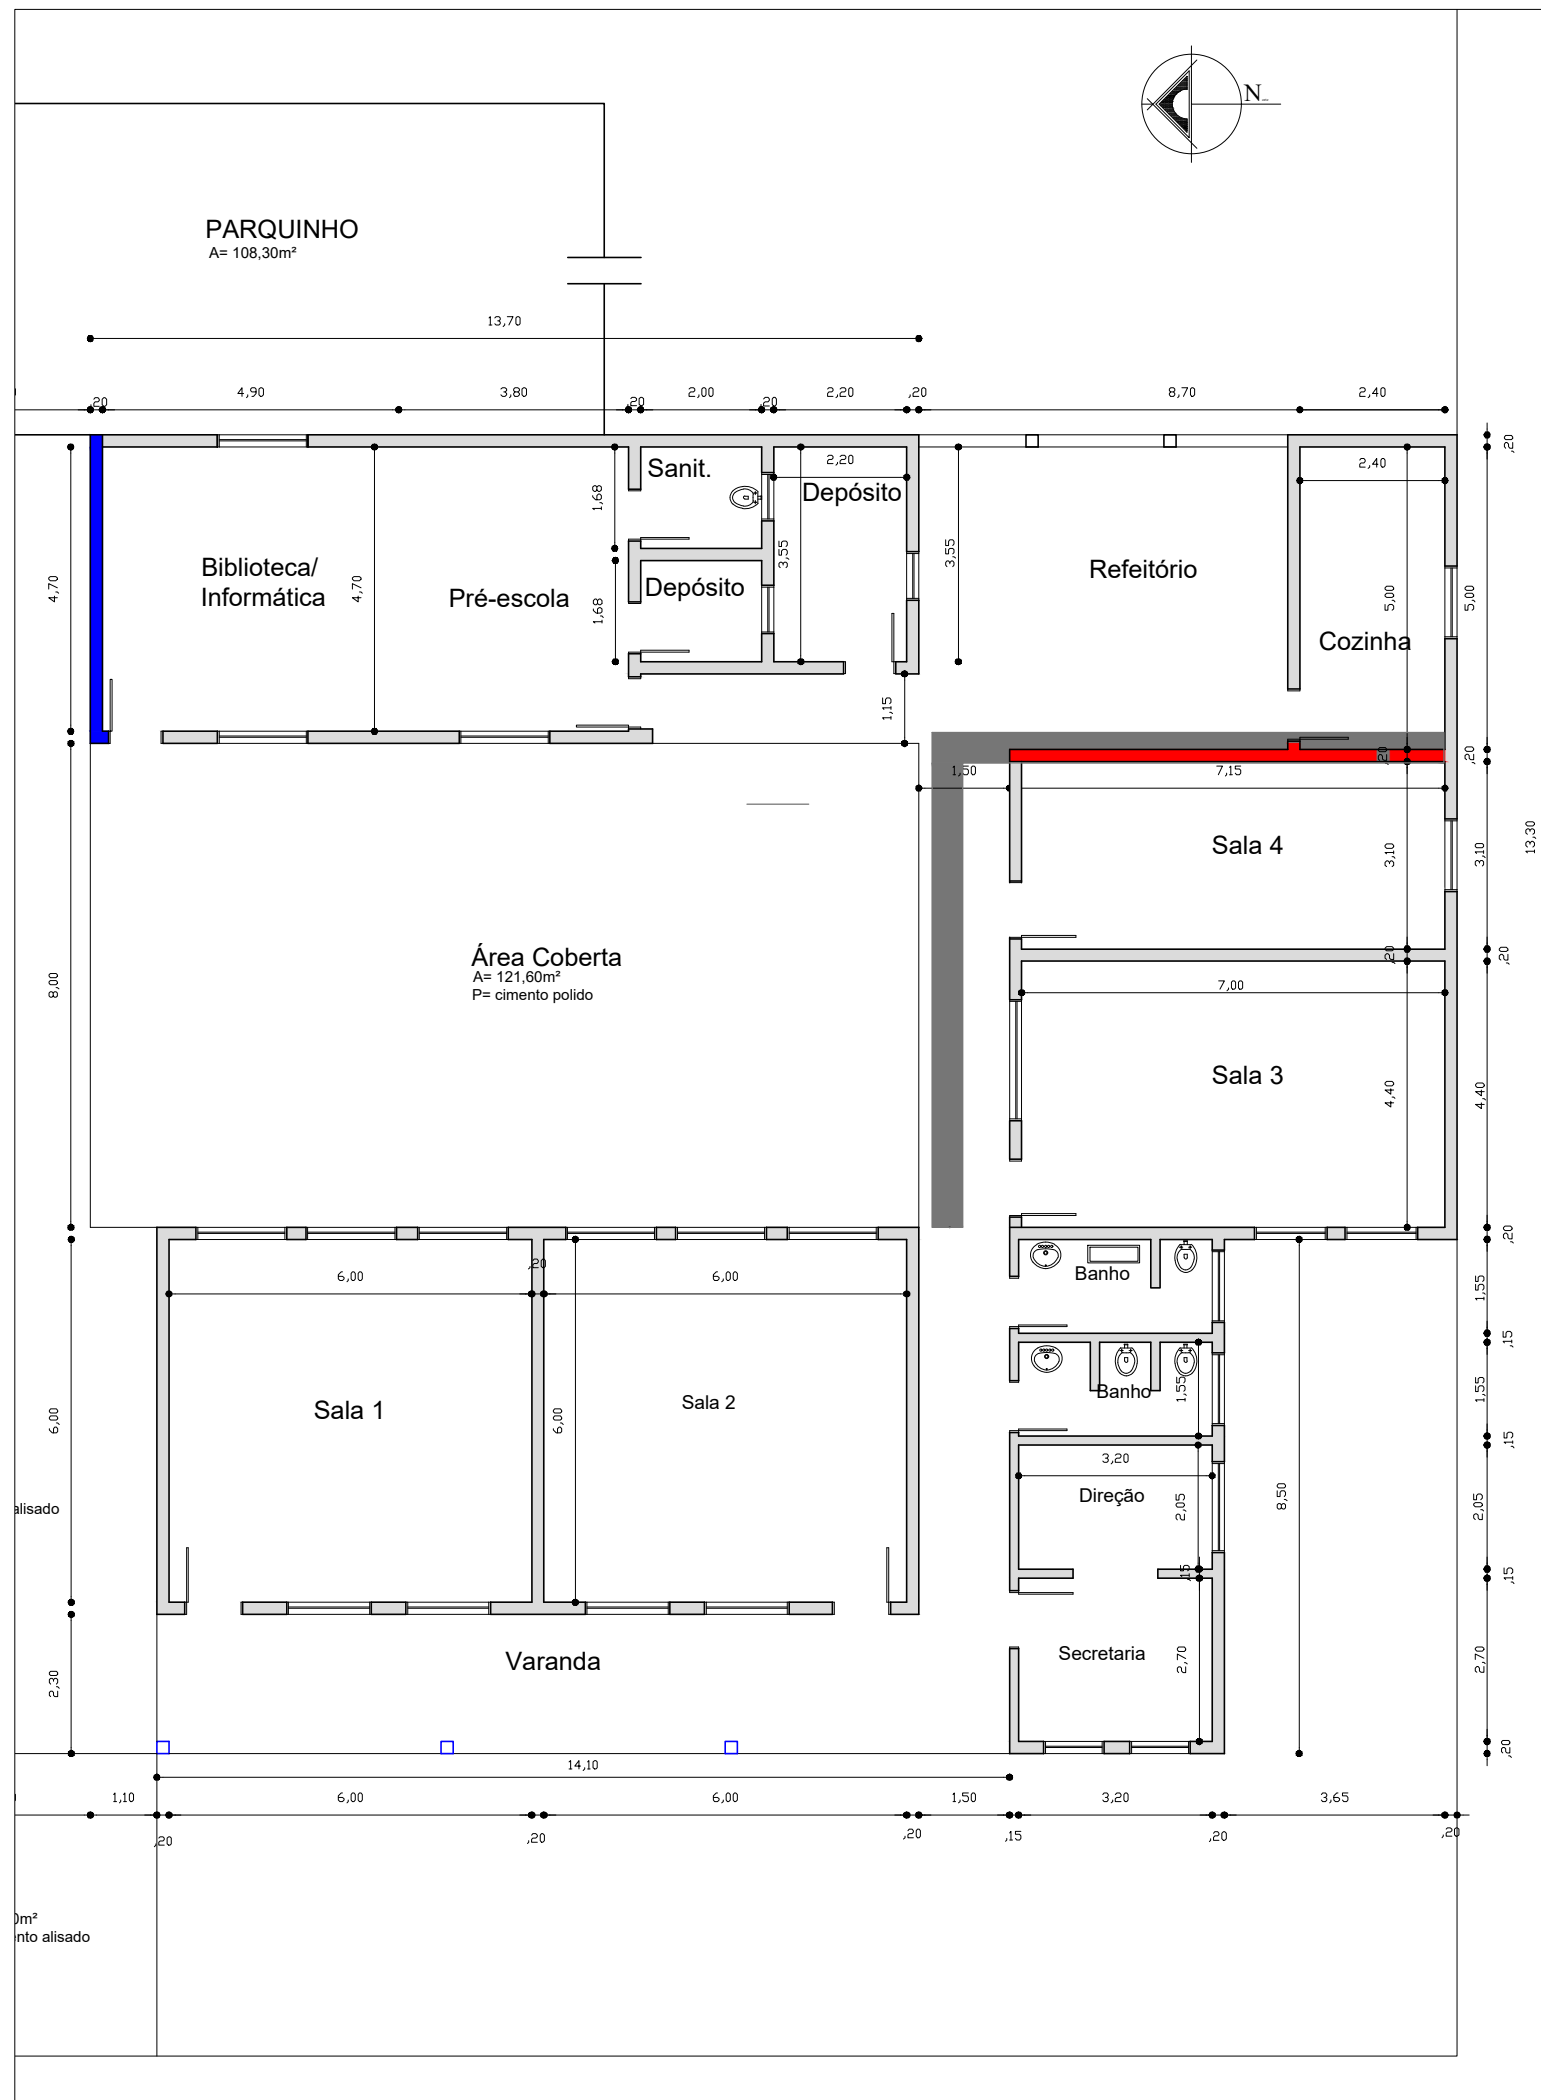 N
PARQUINHO
A= 108,30m²
13,70
4,90
3,80
2,00
2,20
,20
8,70
2,40
,20
,20
,20
,20
Sanit.
2,20
2,40
Depósito
1,68
3,55
3,55
4,70
4,70
Biblioteca/
Informática
Pré-escola
Depósito
1,68
Refeitório
5,00
5,00
Cozinha
1,15
,20
,20
1,50
7,15
Sala 4
3,10
3,10
13,30
Área Coberta
A= 121,60m²
P= cimento polido
8,00
,20
,20
7,00
Sala 3
4,40
4,40
,20
,20
6,00
6,00
Banho
1,55
,15
Sala 1
Sala 2
6,00
6,00
Banho
1,55
1,55
,15
3,20
Direção
alisado
2,05
8,50
2,05
,15
,15
Varanda
Secretaria
2,30
2,70
2,70
,20
14,10
1,10
6,00
6,00
1,50
3,20
3,65
,20
,20
,20
,15
,20
,20
0m²
nto alisado